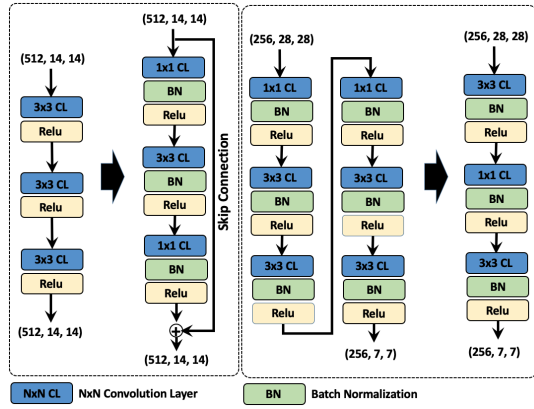 (512, 14, 14)
3x3 CL
Relu
3x3 CL
Relu
3x3 CL
Relu
(512, 14, 14)
(512, 14, 14)
1x1 CL
BN
Relu
3x3 CL
BN
Relu
1x1 CL
BN
Relu
+
(512, 14, 14)
Skip Connection
(256, 28, 28)
1x1 CL
BN
Relu
3x3 CL
BN
Relu
3x3 CL
BN
Relu
1x1 CL
BN
Relu
3x3 CL
BN
Relu
3x3 CL
BN
Relu
(256, 7, 7)
(256, 28, 28)
3x3 CL
BN
Relu
1x1 CL
BN
Relu
3x3 CL
BN
Relu
(256, 7, 7)
NxN CL NxN Convolution Layer
BN Batch Normalization